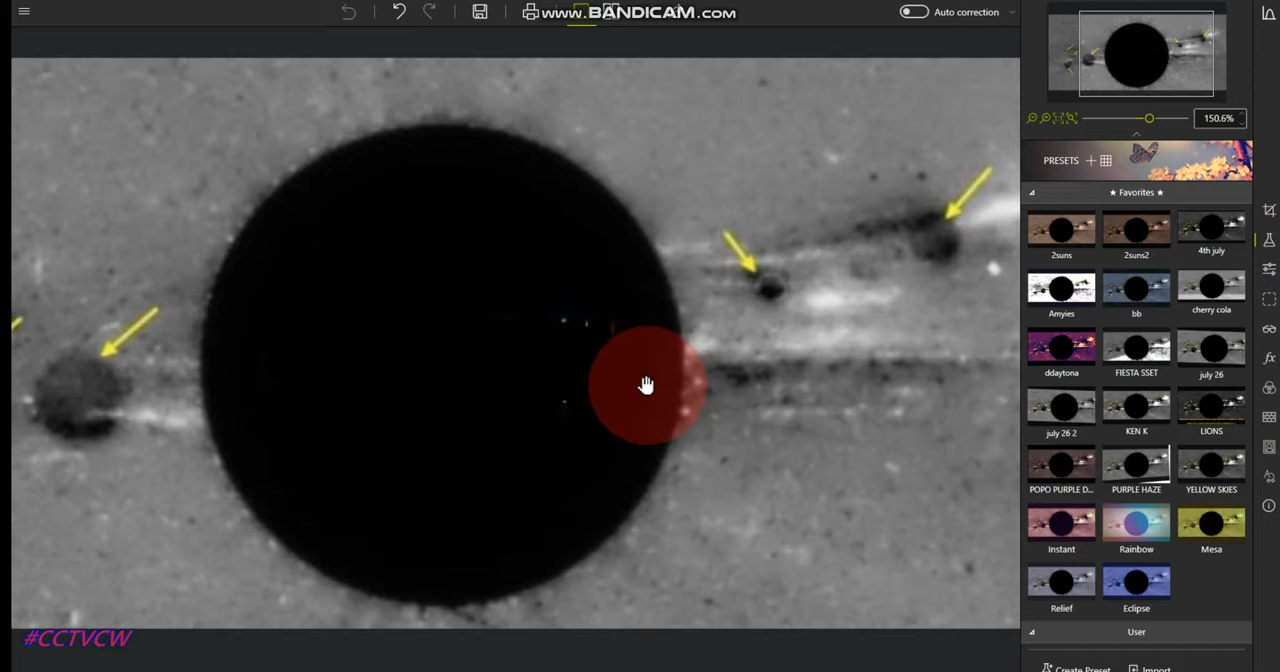 www.BANDICAM.com
Auto correction
150.6%
PRESETS
★ Favorites ★
2suns
2suns2
4th july
Amyies
bb
cherry cola
ddaytona
FIESTA SSET
july 26
july 26 2
KEN K
LIONS
POPO PURPLE D...
PURPLE HAZE
YELLOW SKIES
Instant
Rainbow
Mesa
Relief
Eclipse
User
Create Preset
Import
#CCTVCW